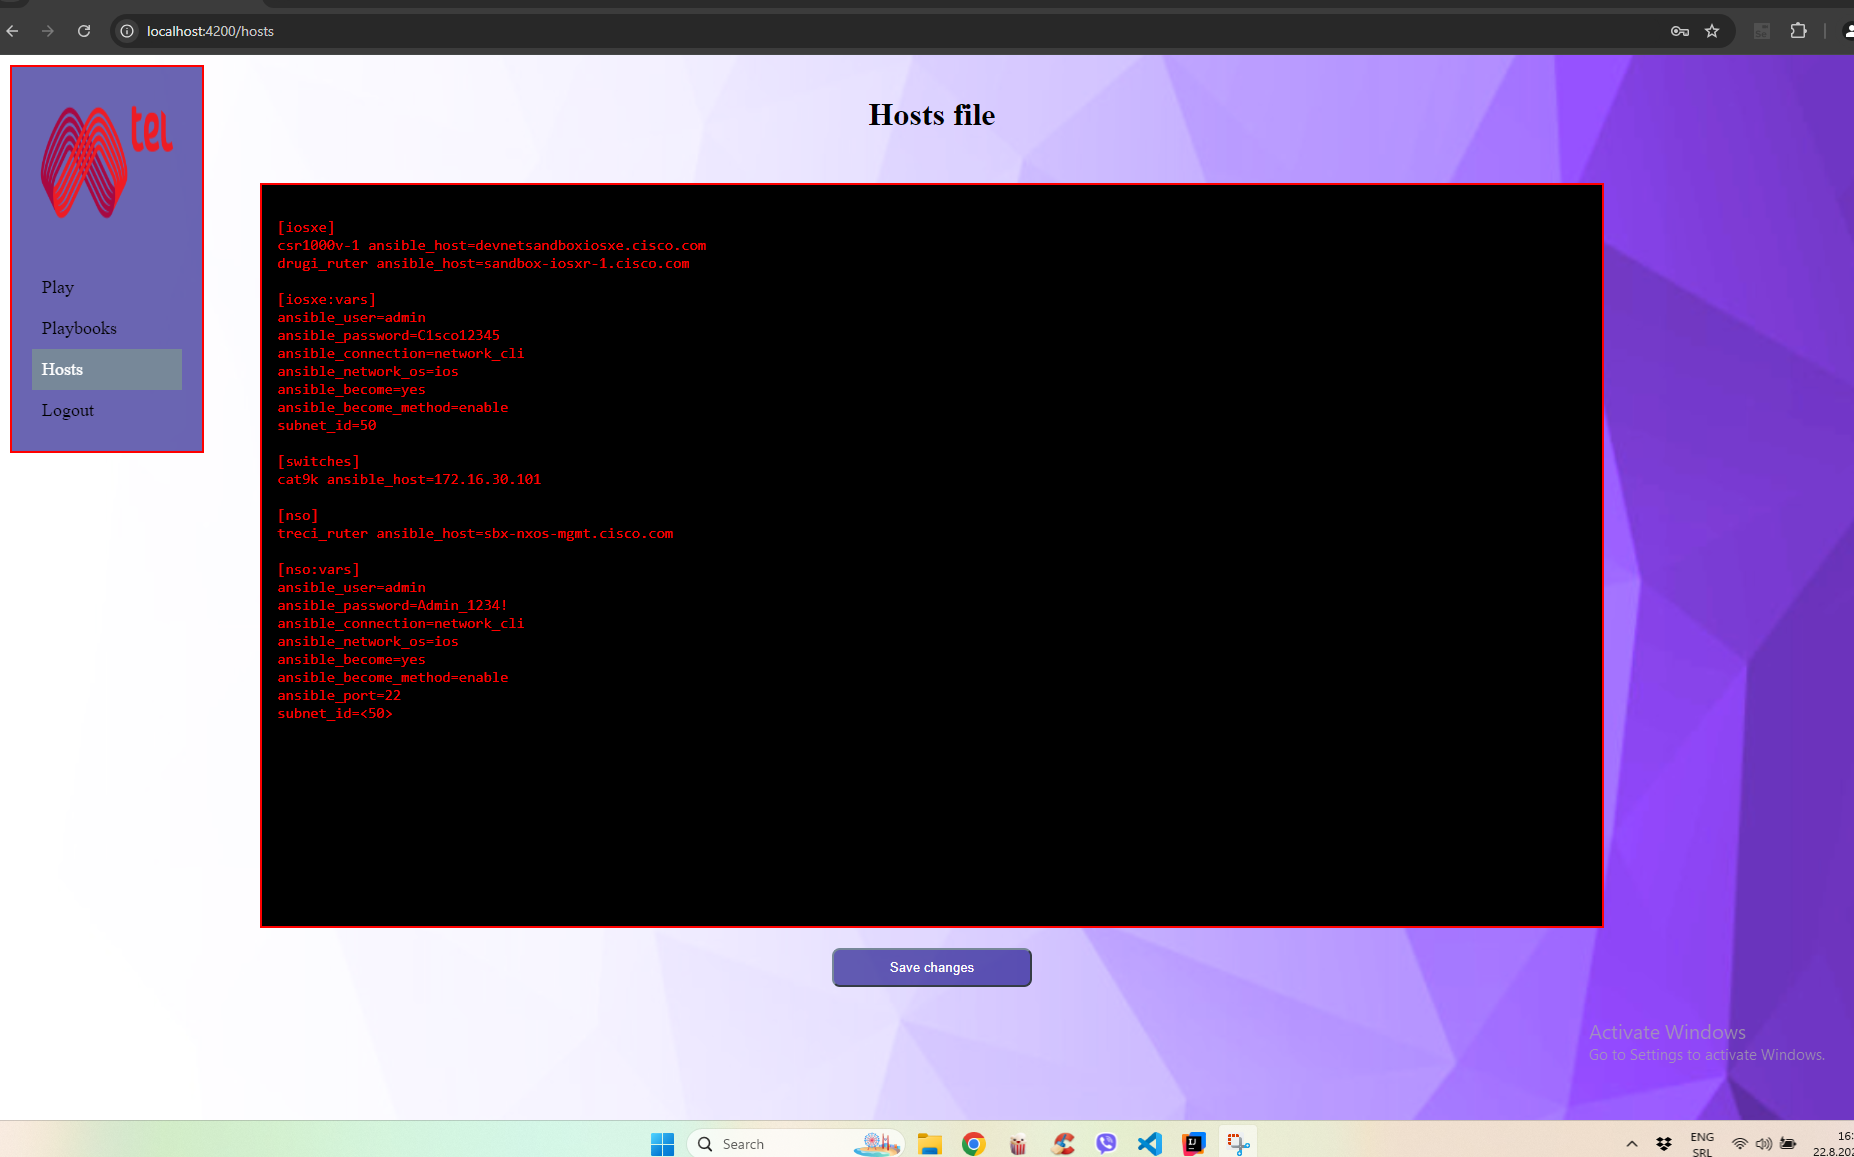 localhost:4200/hosts
tel
Play
Playbooks
Hosts
Logout
Hosts file
[iosxe]
csr1000v-1 ansible_host=devnetsandboxiosxe.cisco.com
drugi_ruter ansible_host=sandbox-iosxr-1.cisco.com
[iosxe:vars]
ansible_user=admin
ansible_password=C1sco12345
ansible_connection=network_cli
ansible_network_os=ios
ansible_become=yes
ansible_become_method=enable
subnet_id=50
[switches]
cat9k ansible_host=172.16.30.101
[nso]
treci_ruter ansible_host=sbx-nxos-mgmt.cisco.com
[nso:vars]
ansible_user=admin
ansible_password=Admin_1234!
ansible_connection=network_cli
ansible_network_os=ios
ansible_become=yes
ansible_become_method=enable
ansible_port=22
subnet_id=<50>
Save changes
Activate Windows
Go to Settings to activate Windows.
Search
ENG
SRL
16:
22.8.202